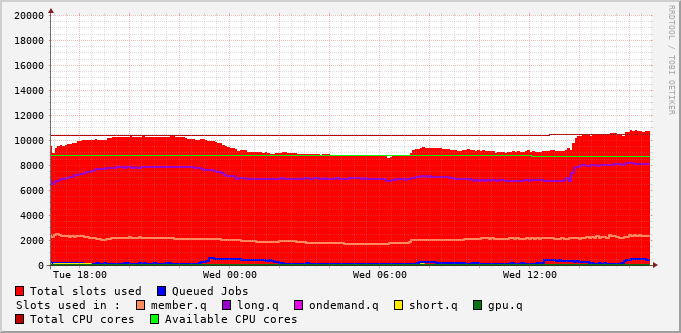 20000
18000
16000
14000
12000
10000
8000
6000
4000
2000
0
Tue 18:00 Wed 00:00 Wed 06:00 Wed 12:00
Total slots used Queued Jobs
Slots used in : member.q long.q ondemand.q short.q gpu.q
Total CPU cores Available CPU cores
RRDTOOL / TOBI OETIKER